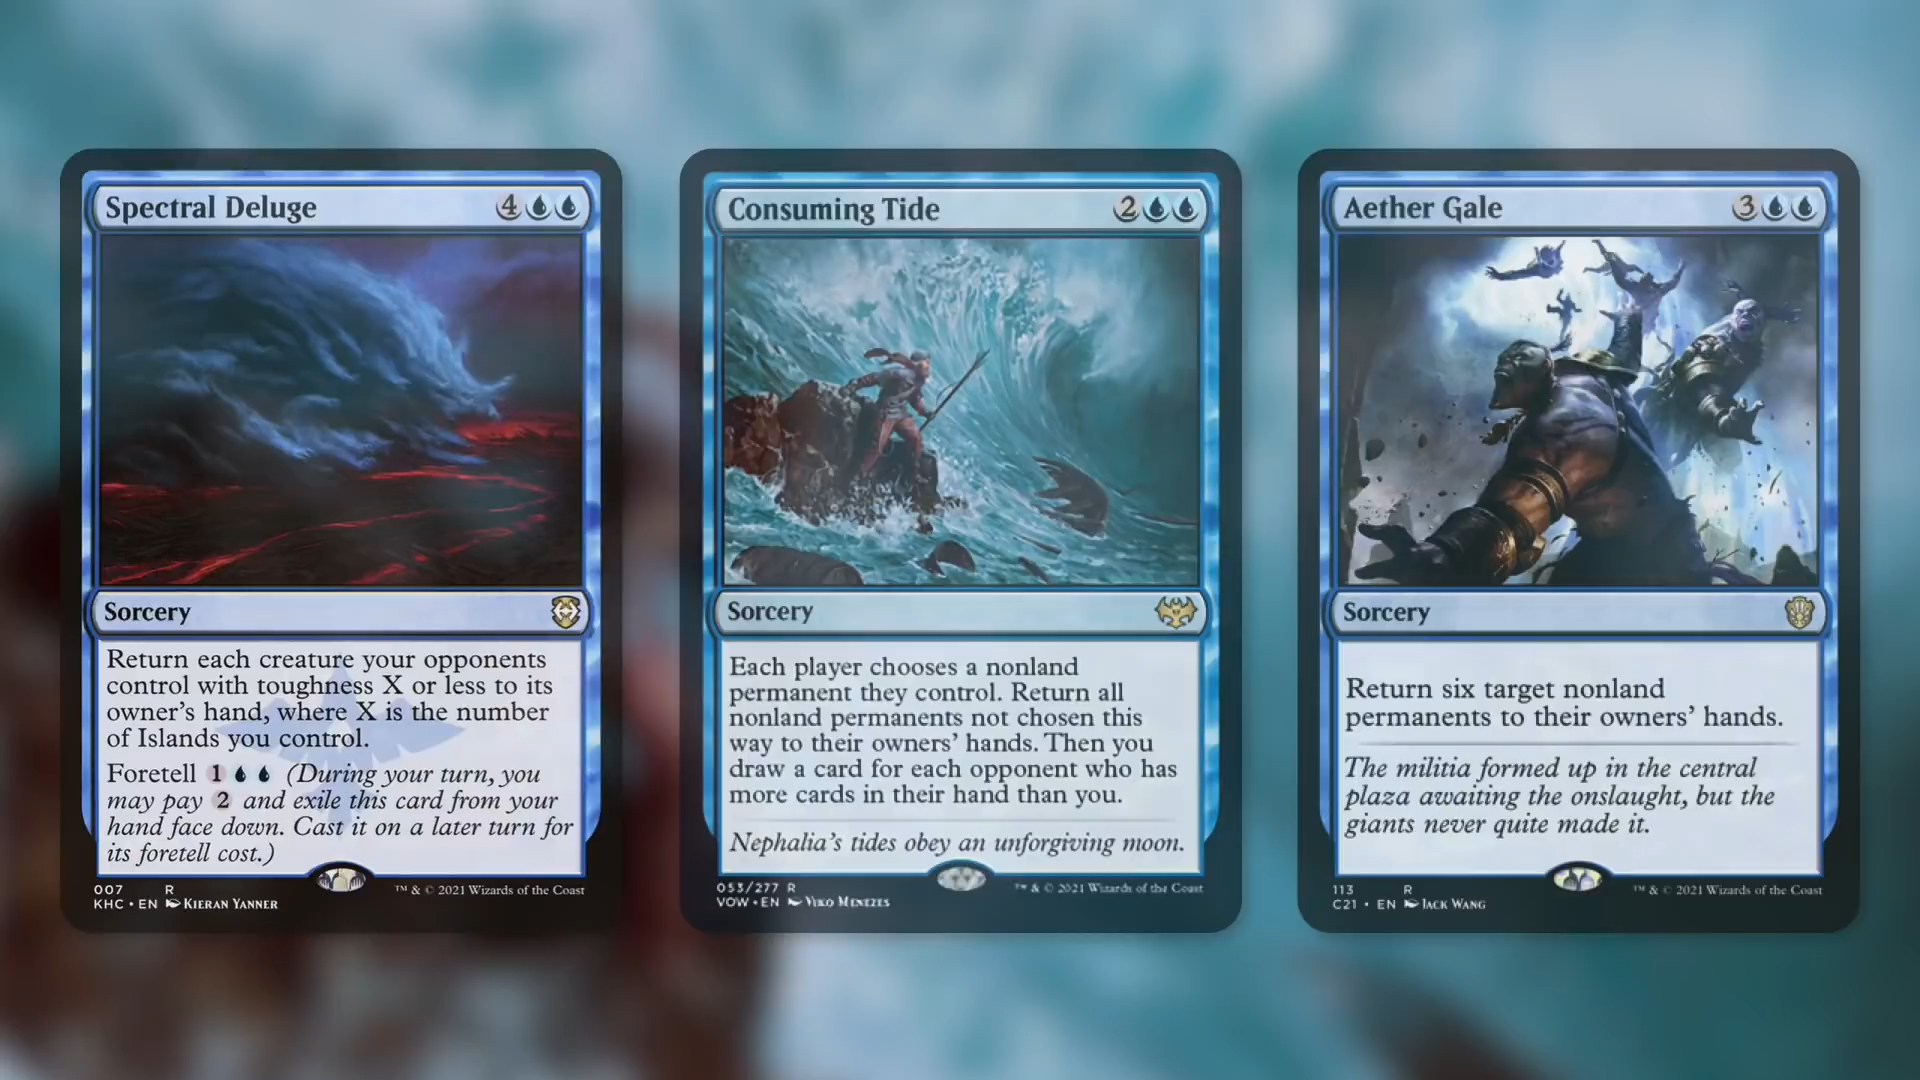 Spectral Deluge 4
Sorcery
Return each creature your opponents
control with toughness X or less to its
owner's hand, where X is the number
of Islands you control.
Foretell 1 (During your turn, you
may pay 2 and exile this card from your
hand face down. Cast it on a later turn for
its foretell cost.)
007 R
KHC • EN KIERAN YANNER
™ & © 2021 Wizards of the Coast
Consuming Tide 2
Sorcery
Each player chooses a nonland
permanent they control. Return all
nonland permanents not chosen this
way to their owners' hands. Then you
draw a card for each opponent who has
more cards in their hand than you.
Nephalia's tides obey an unforgiving moon.
053/277 R
VOW • EN VIKO MENEZES
™ & © 2021 Wizards of the Coast
Aether Gale 3
Sorcery
Return six target nonland
permanents to their owners' hands.
The militia formed up in the central
plaza awaiting the onslaught, but the
giants never quite made it.
113 R
C21 • EN JACK WANG
™ & © 2021 Wizards of the Coast